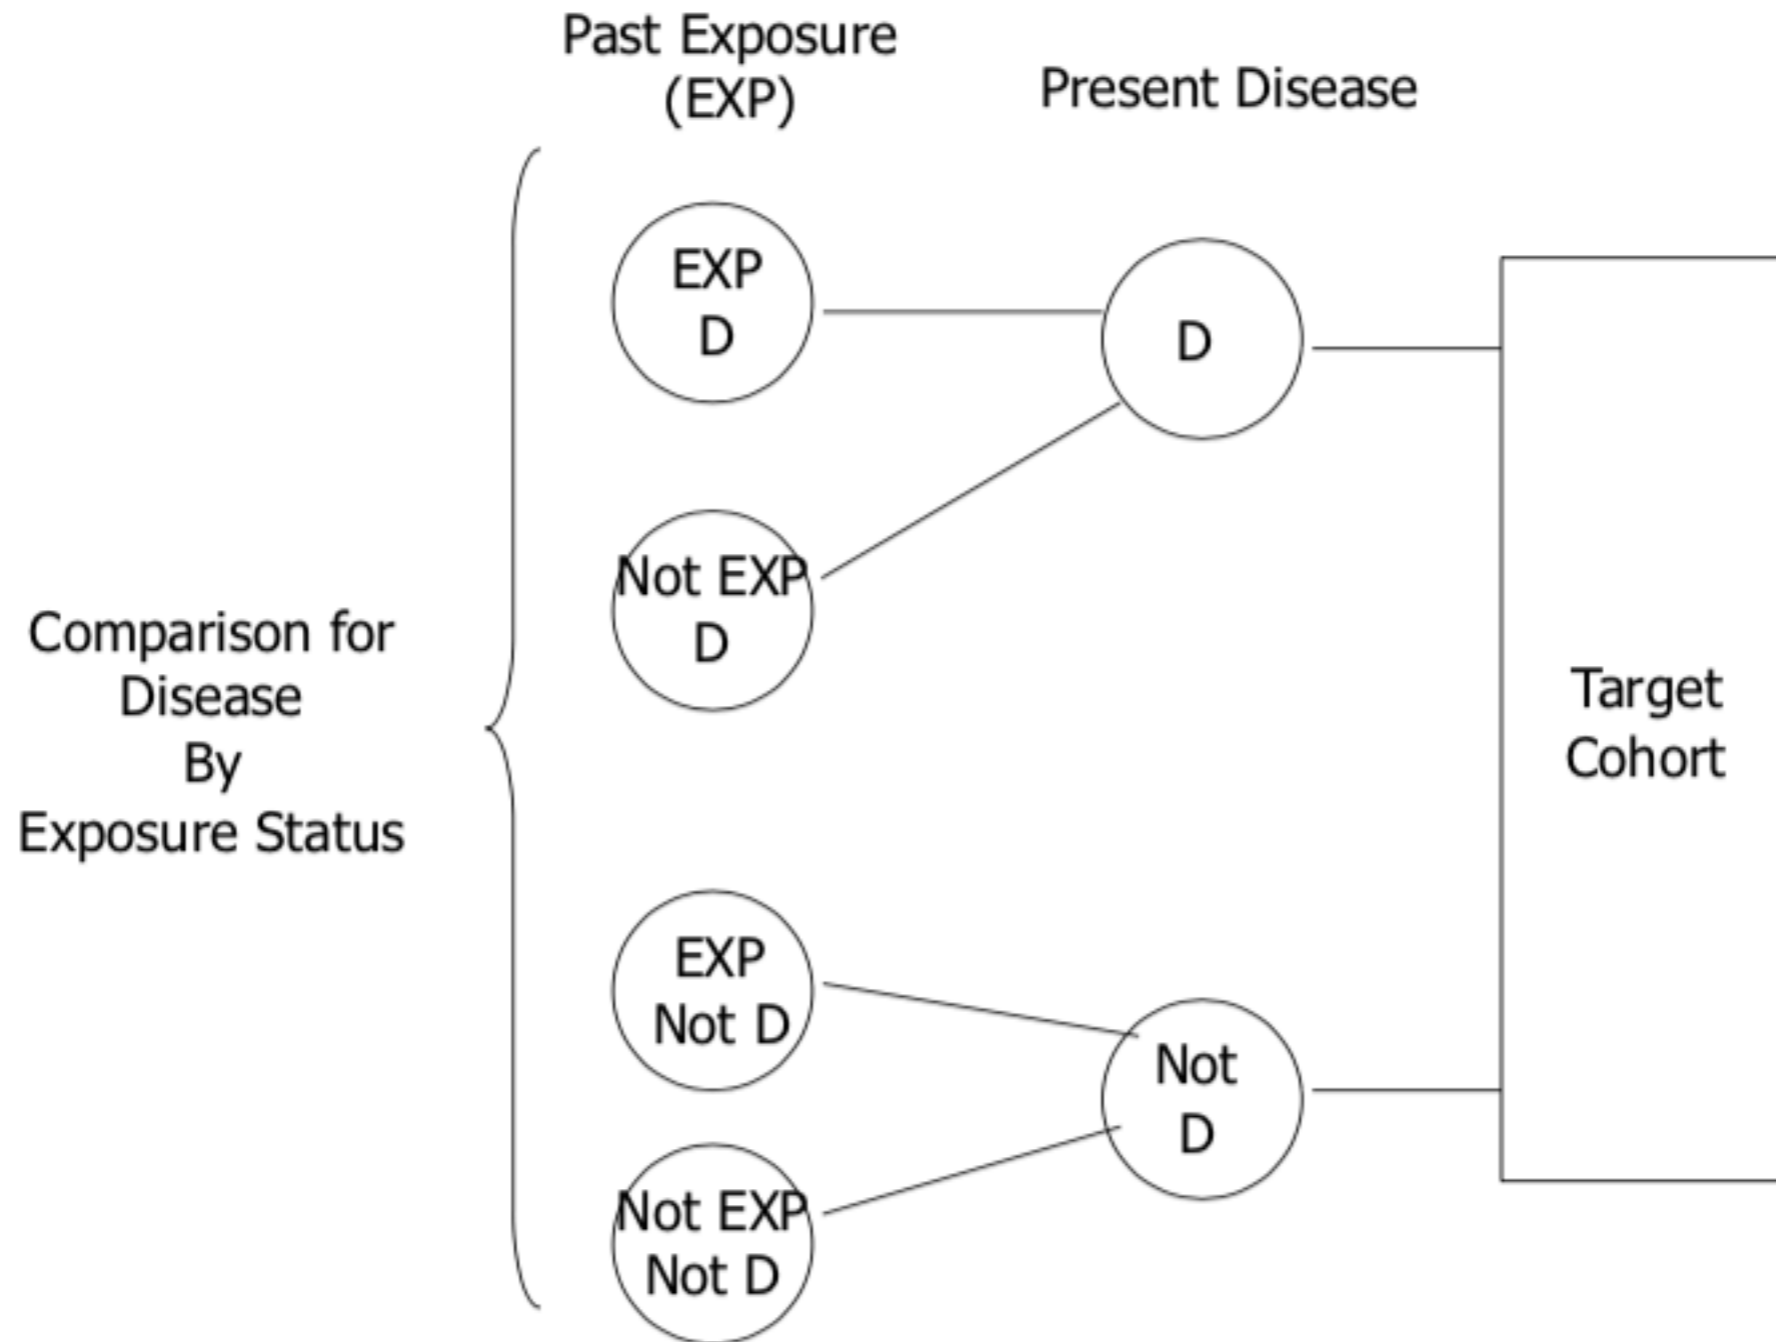 Past Exposure
(EXP)
Present Disease
EXP
D
D
Not EXP
D
Comparison for
Disease
By
Exposure Status
Target
Cohort
EXP
Not D
Not
D
Not EXP
Not D